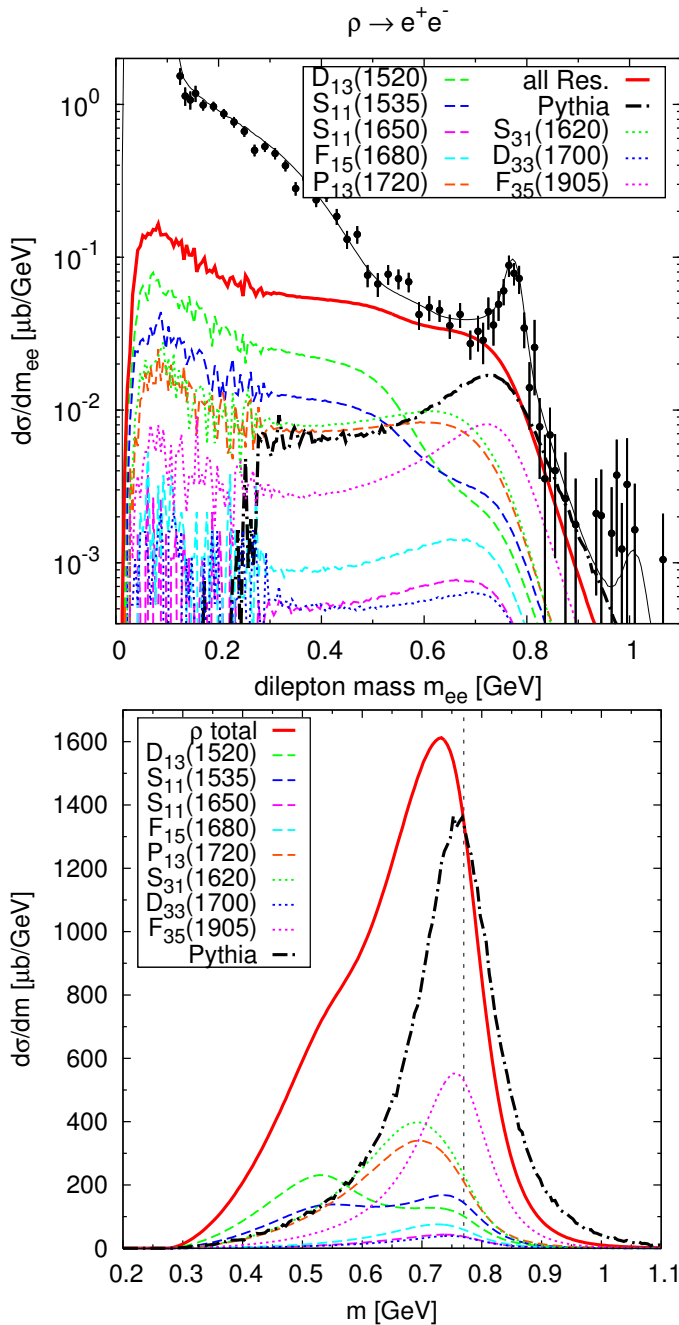 ρ → e⁺e⁻
D₁₃(1520) all Res.
S₁₁(1535) Pythia
S₁₁(1650) S₃₁(1620)
F₁₅(1680) D₃₃(1700)
P₁₃(1720) F₃₅(1905)
dσ/dmₑₑ [μb/GeV]
10⁰
10⁻¹
10⁻²
10⁻³
0 0.2 0.4 0.6 0.8 1
dilepton mass mₑₑ [GeV]
ρ total
D₁₃(1520)
S₁₁(1535)
S₁₁(1650)
F₁₅(1680)
P₁₃(1720)
S₃₁(1620)
D₃₃(1700)
F₃₅(1905)
Pythia
dσ/dm [μb/GeV]
1600
1400
1200
1000
800
600
400
200
0
0.2 0.3 0.4 0.5 0.6 0.7 0.8 0.9 1 1.1
m [GeV]